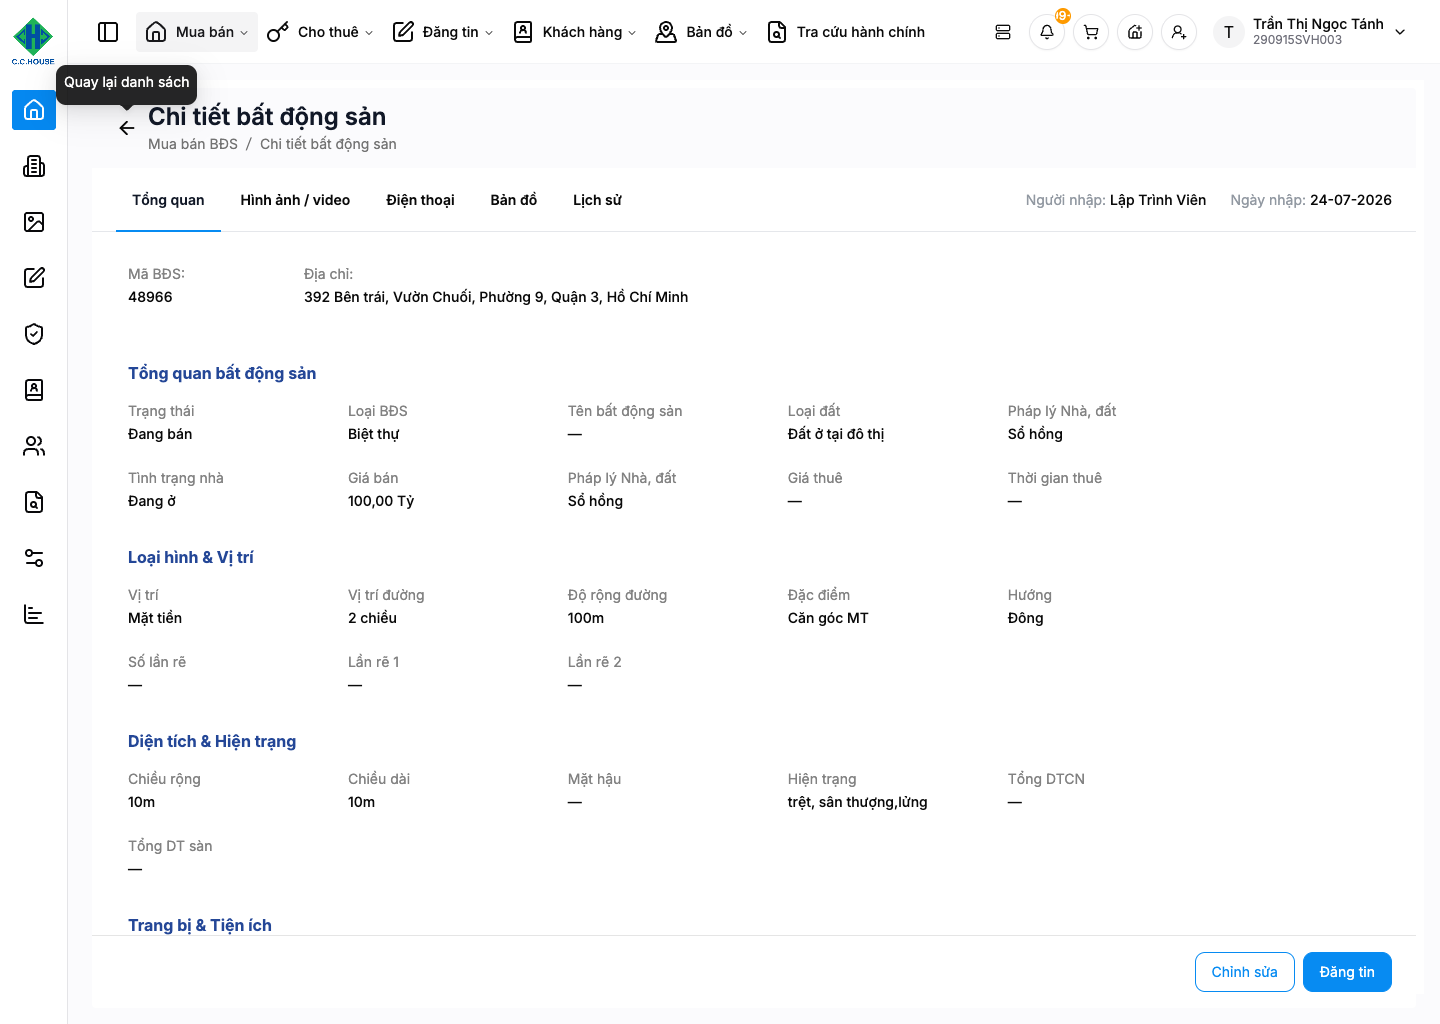 C.C.HOUSE
Mua bán
Cho thuê
Đăng tin
Khách hàng
Bản đồ
Tra cứu hành chính
T
Trần Thị Ngọc Tánh
290915SVH003
Quay lại danh sách
Chi tiết bất động sản
Mua bán BĐS / Chi tiết bất động sản
Tổng quan
Hình ảnh / video
Điện thoại
Bản đồ
Lịch sử
Người nhập: Lập Trình Viên
Ngày nhập: 24-07-2026
Mã BĐS:
48966
Địa chỉ:
392 Bên trái, Vườn Chuối, Phường 9, Quận 3, Hồ Chí Minh
Tổng quan bất động sản
Trạng thái
Đang bán
Loại BĐS
Biệt thự
Tên bất động sản
—
Loại đất
Đất ở tại đô thị
Pháp lý Nhà, đất
Sổ hồng
Tình trạng nhà
Đang ở
Giá bán
100,00 Tỷ
Pháp lý Nhà, đất
Sổ hồng
Giá thuê
—
Thời gian thuê
—
Loại hình & Vị trí
Vị trí
Mặt tiền
Vị trí đường
2 chiều
Độ rộng đường
100m
Đặc điểm
Căn góc MT
Hướng
Đông
Số lần rẽ
—
Lần rẽ 1
—
Lần rẽ 2
—
Diện tích & Hiện trạng
Chiều rộng
10m
Chiều dài
10m
Mặt hậu
—
Hiện trạng
trệt, sân thượng,lửng
Tổng DTCN
—
Tổng DT sàn
—
Trang bị & Tiện ích
Chỉnh sửa
Đăng tin